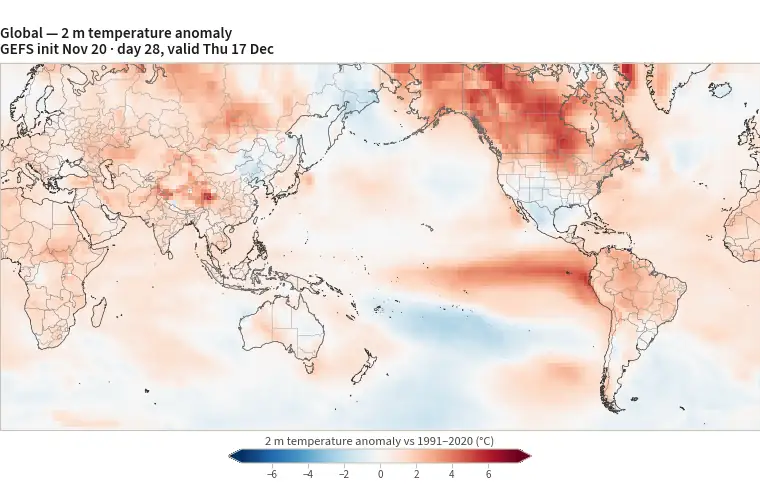 Global — 2 m temperature anomaly
GEFS init Nov 20 · day 28, valid Thu 17 Dec
2 m temperature anomaly vs 1991–2020 (°C)
−6 −4 −2 0 2 4 6